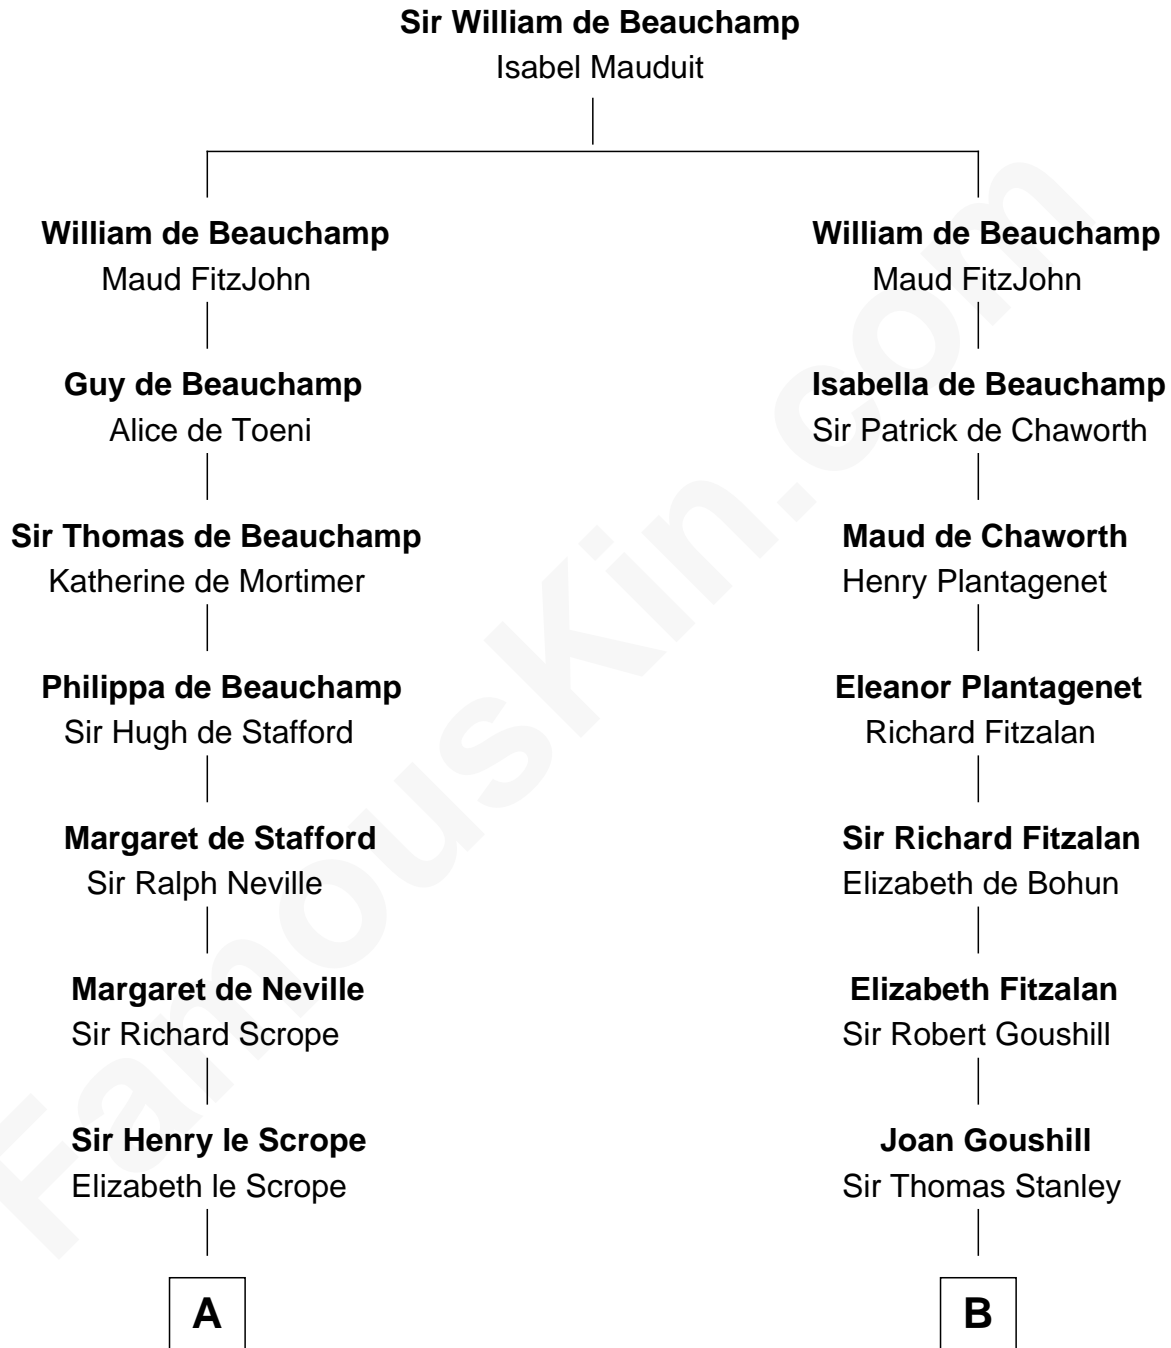 Sir William de Beauchamp
Isabel Mauduit
William de Beauchamp
Maud FitzJohn
Guy de Beauchamp
Alice de Toeni
Sir Thomas de Beauchamp
Katherine de Mortimer
Philippa de Beauchamp
Sir Hugh de Stafford
Margaret de Stafford
Sir Ralph Neville
Margaret de Neville
Sir Richard Scrope
Sir Henry le Scrope
Elizabeth le Scrope
A
William de Beauchamp
Maud FitzJohn
Isabella de Beauchamp
Sir Patrick de Chaworth
Maud de Chaworth
Henry Plantagenet
Eleanor Plantagenet
Richard Fitzalan
Sir Richard Fitzalan
Elizabeth de Bohun
Elizabeth Fitzalan
Sir Robert Goushill
Joan Goushill
Sir Thomas Stanley
B
FamousKin.com